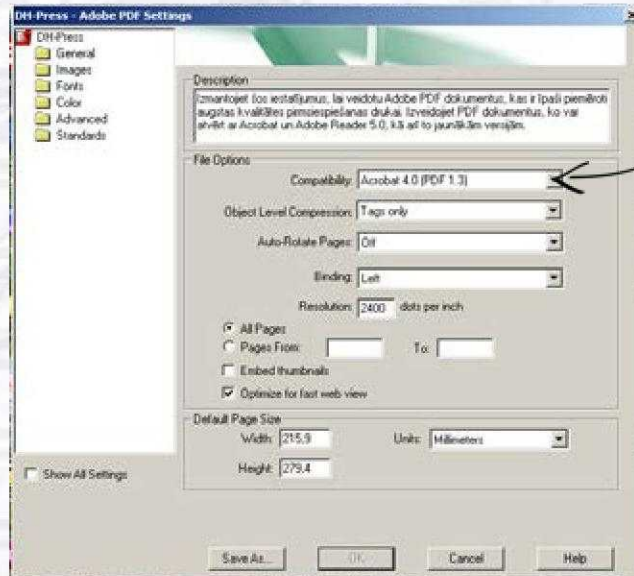 DH-Press - Adobe PDF Settings
DH-Press
General
Images
Fonts
Color
Advanced
Standards
Description
Izmantojiet šos iestatījumus, lai veidotu Adobe PDF dokumentus, kas ir īpaši piemēroti
augstas kvalitātes pirmsiespiešanas drukai. Izveidojiet PDF dokumentus, ko var
atvērt ar Acrobat un Adobe Reader 5.0, kā arī to jaunākām versijām.
File Options
Compatibility: Acrobat 4.0 (PDF 1.3)
Object Level Compression: Tags only
Auto-Rotate Pages: Off
Binding: Left
Resolution: 2400 dots per inch
All Pages
Pages From: To:
Embed thumbnails
Optimize for fast web view
Default Page Size
Width: 215,9 Units: Millimeters
Height: 279,4
Show All Settings
Save As... OK Cancel Help